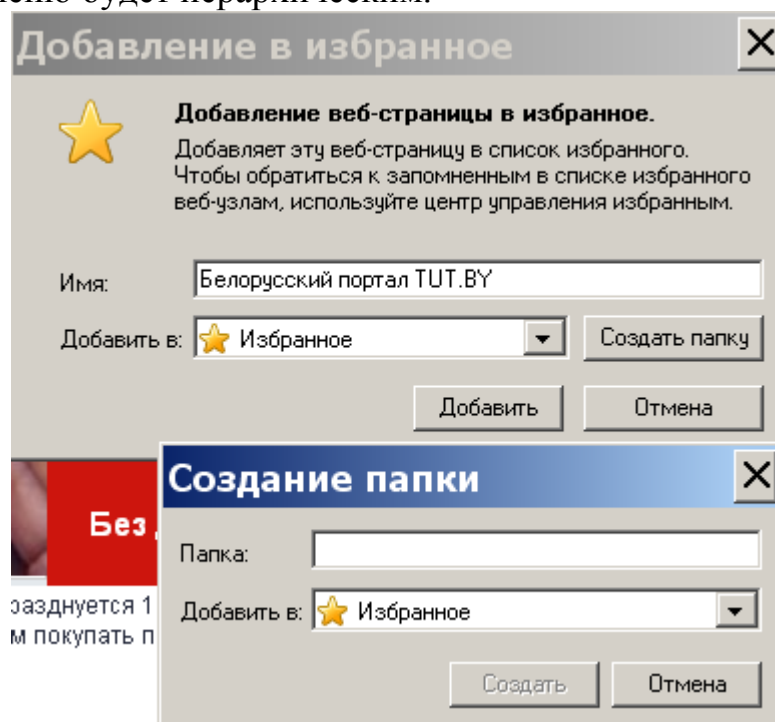 будет иерархическим.
Добавление в избранное
Добавление веб-страницы в избранное.
Добавляет эту веб-страницу в список избранного.
Чтобы обратиться к запомненным в списке избранного
веб-узлам, используйте центр управления избранным.
Имя: Белорусский портал TUT.BY
Добавить в: Избранное Создать папку
Добавить Отмена
Создание папки
Без
Папка:
Добавить в: Избранное
1
покупать
Создать Отмена